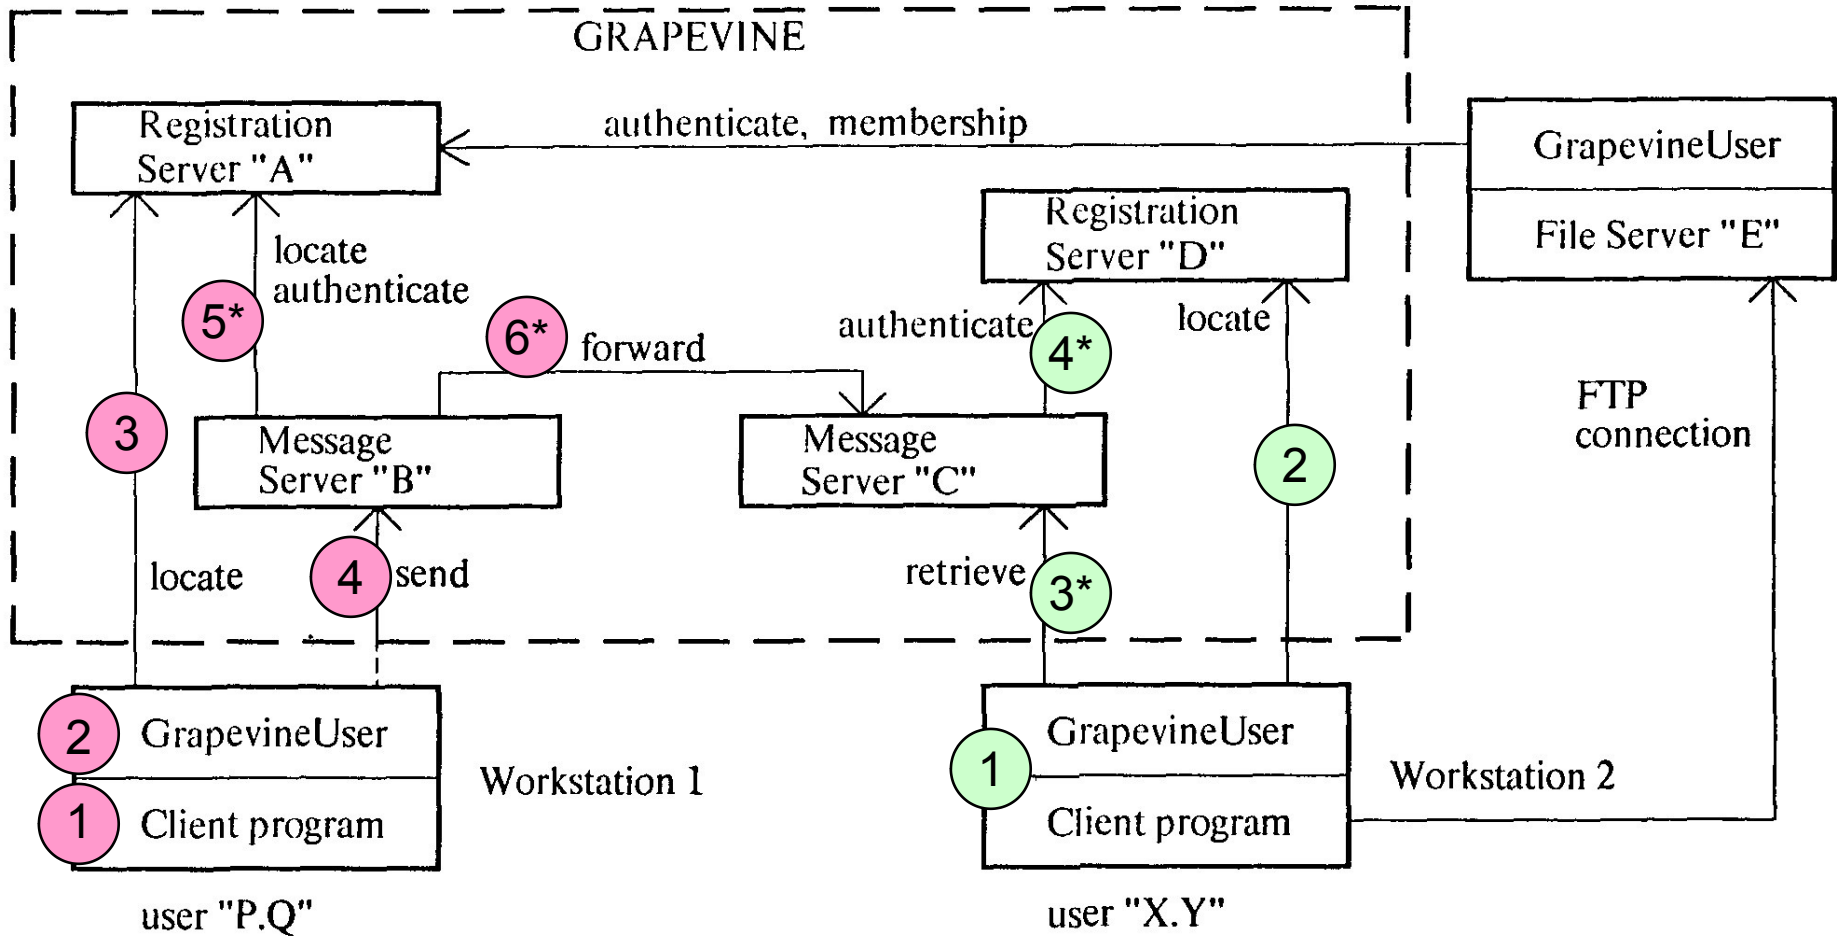 GRAPEVINE
Registration
Server "A"
authenticate, membership
GrapevineUser
File Server "E"
Registration
Server "D"
locate
authenticate
5*
6*
forward
authenticate
4*
locate
3
Message
Server "B"
Message
Server "C"
2
FTP
connection
locate
4
send
retrieve
3*
2
GrapevineUser
1
Client program
Workstation 1
user "P.Q"
GrapevineUser
1
Client program
Workstation 2
user "X.Y"